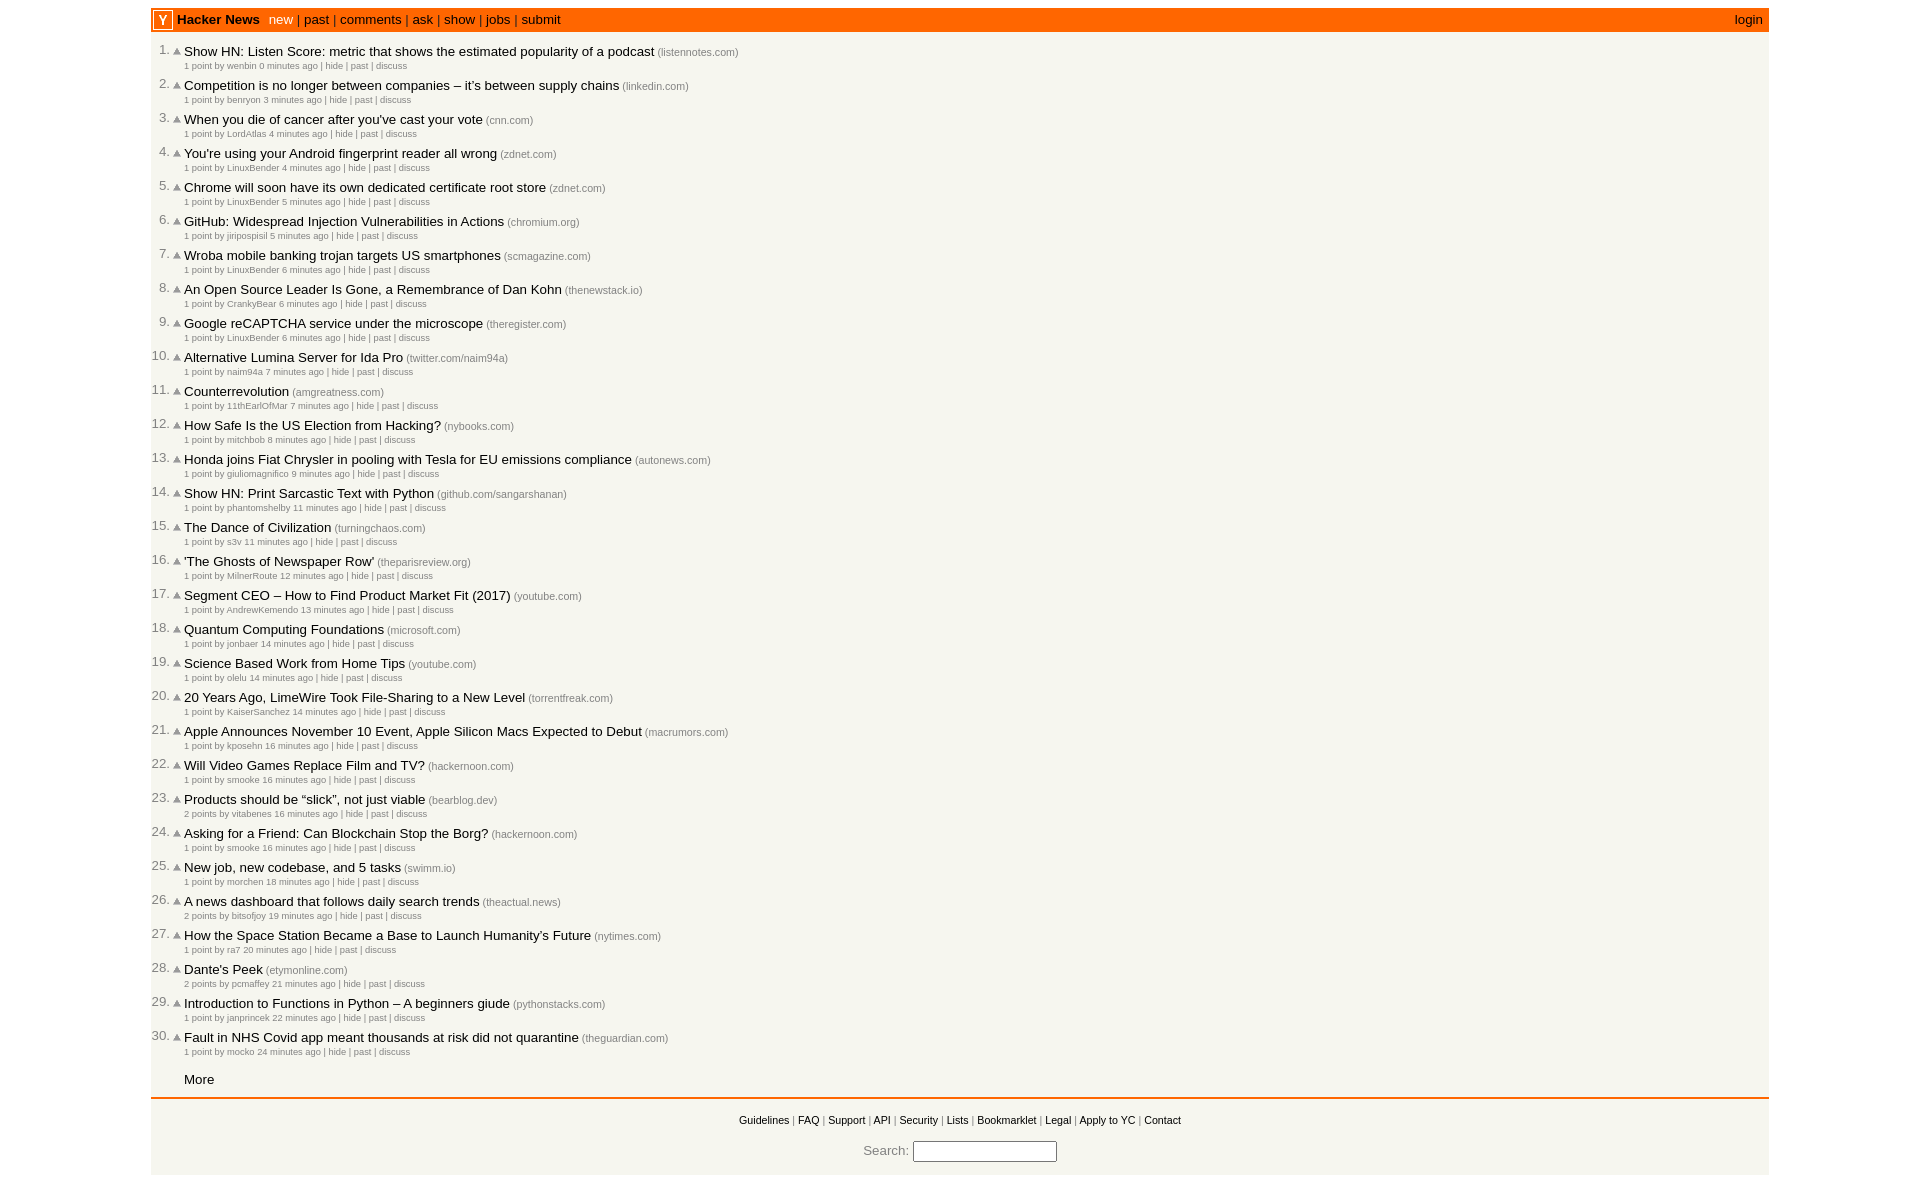 Y Hacker News new | past | comments | ask | show | jobs | submit login
1. Show HN: Listen Score: metric that shows the estimated popularity of a podcast (listennotes.com)
1 point by wenbin 0 minutes ago | hide | past | discuss
2. Competition is no longer between companies – it's between supply chains (linkedin.com)
1 point by benryon 3 minutes ago | hide | past | discuss
3. When you die of cancer after you've cast your vote (cnn.com)
1 point by LordAtlas 4 minutes ago | hide | past | discuss
4. You're using your Android fingerprint reader all wrong (zdnet.com)
1 point by LinuxBender 4 minutes ago | hide | past | discuss
5. Chrome will soon have its own dedicated certificate root store (zdnet.com)
1 point by LinuxBender 5 minutes ago | hide | past | discuss
6. GitHub: Widespread Injection Vulnerabilities in Actions (chromium.org)
1 point by jiripospisil 5 minutes ago | hide | past | discuss
7. Wroba mobile banking trojan targets US smartphones (scmagazine.com)
1 point by LinuxBender 6 minutes ago | hide | past | discuss
8. An Open Source Leader Is Gone, a Remembrance of Dan Kohn (thenewstack.io)
1 point by CrankyBear 6 minutes ago | hide | past | discuss
9. Google reCAPTCHA service under the microscope (theregister.com)
1 point by LinuxBender 6 minutes ago | hide | past | discuss
10. Alternative Lumina Server for Ida Pro (twitter.com/naim94a)
1 point by naim94a 7 minutes ago | hide | past | discuss
11. Counterrevolution (amgreatness.com)
1 point by 11thEarlOfMar 7 minutes ago | hide | past | discuss
12. How Safe Is the US Election from Hacking? (nybooks.com)
1 point by mitchbob 8 minutes ago | hide | past | discuss
13. Honda joins Fiat Chrysler in pooling with Tesla for EU emissions compliance (autonews.com)
1 point by giuliomagnifico 9 minutes ago | hide | past | discuss
14. Show HN: Print Sarcastic Text with Python (github.com/sangarshanan)
1 point by phantomshelby 11 minutes ago | hide | past | discuss
15. The Dance of Civilization (turningchaos.com)
1 point by s3v 11 minutes ago | hide | past | discuss
16. 'The Ghosts of Newspaper Row' (theparisreview.org)
1 point by MilnerRoute 12 minutes ago | hide | past | discuss
17. Segment CEO – How to Find Product Market Fit (2017) (youtube.com)
1 point by AndrewKemendo 13 minutes ago | hide | past | discuss
18. Quantum Computing Foundations (microsoft.com)
1 point by jonbaer 14 minutes ago | hide | past | discuss
19. Science Based Work from Home Tips (youtube.com)
1 point by olelu 14 minutes ago | hide | past | discuss
20. 20 Years Ago, LimeWire Took File-Sharing to a New Level (torrentfreak.com)
1 point by KaiserSanchez 14 minutes ago | hide | past | discuss
21. Apple Announces November 10 Event, Apple Silicon Macs Expected to Debut (macrumors.com)
1 point by kposehn 16 minutes ago | hide | past | discuss
22. Will Video Games Replace Film and TV? (hackernoon.com)
1 point by smooke 16 minutes ago | hide | past | discuss
23. Products should be “slick”, not just viable (bearblog.dev)
2 points by vitabenes 16 minutes ago | hide | past | discuss
24. Asking for a Friend: Can Blockchain Stop the Borg? (hackernoon.com)
1 point by smooke 16 minutes ago | hide | past | discuss
25. New job, new codebase, and 5 tasks (swimm.io)
1 point by morchen 18 minutes ago | hide | past | discuss
26. A news dashboard that follows daily search trends (theactual.news)
2 points by bitsofjoy 19 minutes ago | hide | past | discuss
27. How the Space Station Became a Base to Launch Humanity's Future (nytimes.com)
1 point by ra7 20 minutes ago | hide | past | discuss
28. Dante's Peek (etymonline.com)
2 points by pcmaffey 21 minutes ago | hide | past | discuss
29. Introduction to Functions in Python – A beginners giude (pythonstacks.com)
1 point by janprincek 22 minutes ago | hide | past | discuss
30. Fault in NHS Covid app meant thousands at risk did not quarantine (theguardian.com)
1 point by mocko 24 minutes ago | hide | past | discuss
More
Guidelines | FAQ | Support | API | Security | Lists | Bookmarklet | Legal | Apply to YC | Contact
Search: